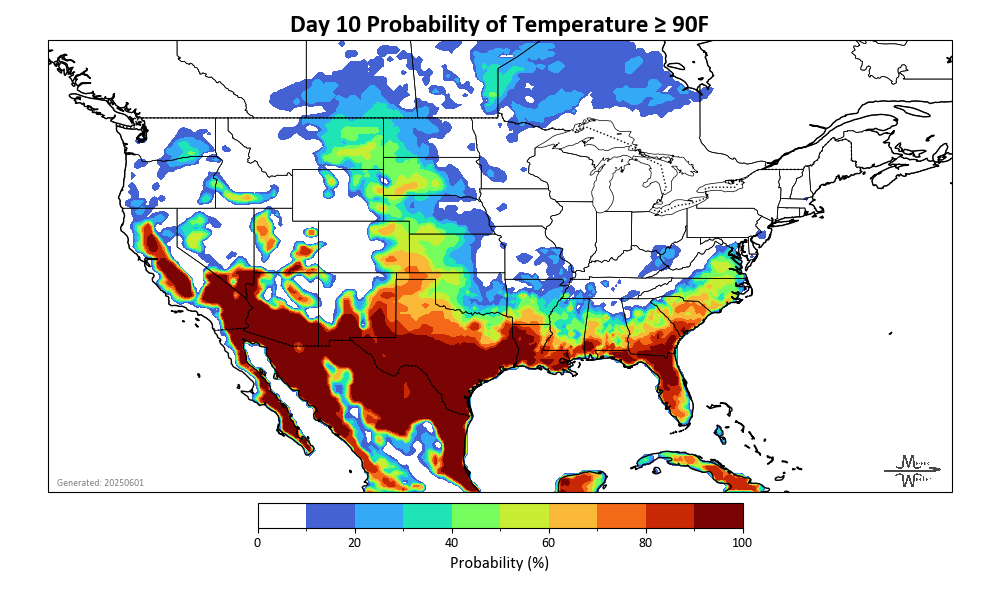 Day 10 Probability of Temperature ≥ 90F
Generated: 20250601
0 20 40 60 80 100
Probability (%)